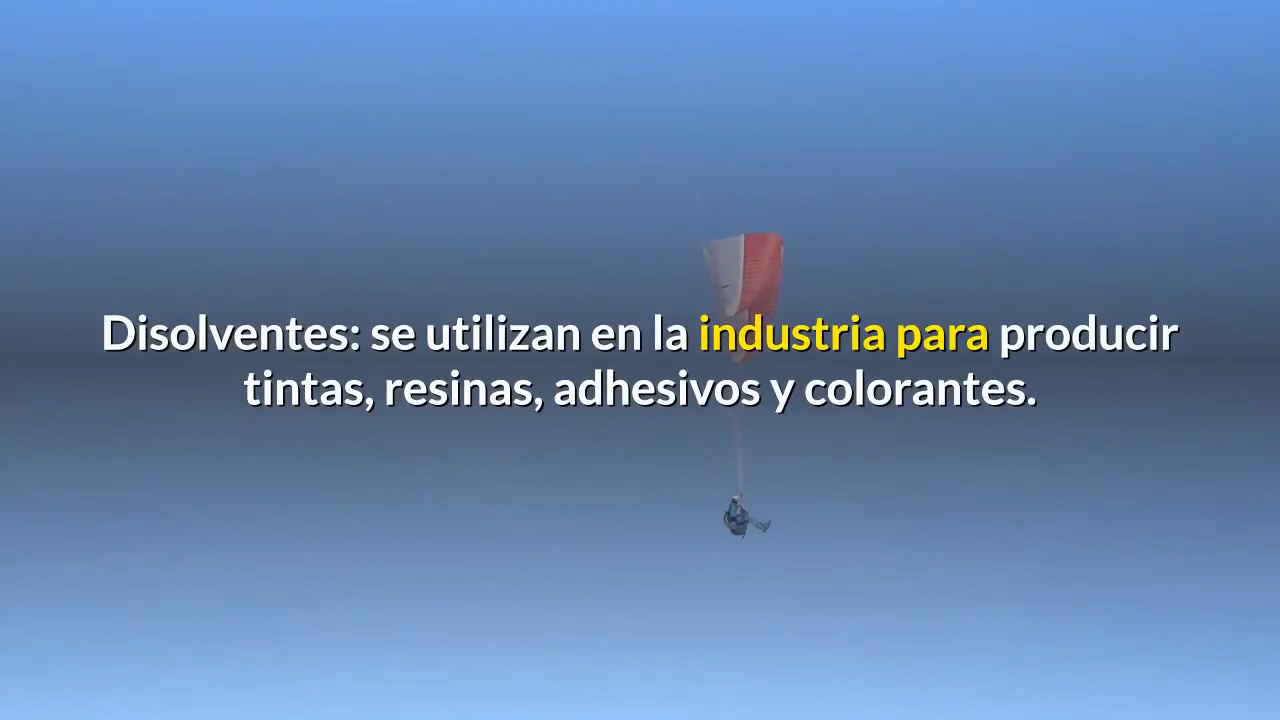 Disolventes: se utilizan en la industria para producir
tintas, resinas, adhesivos y colorantes.